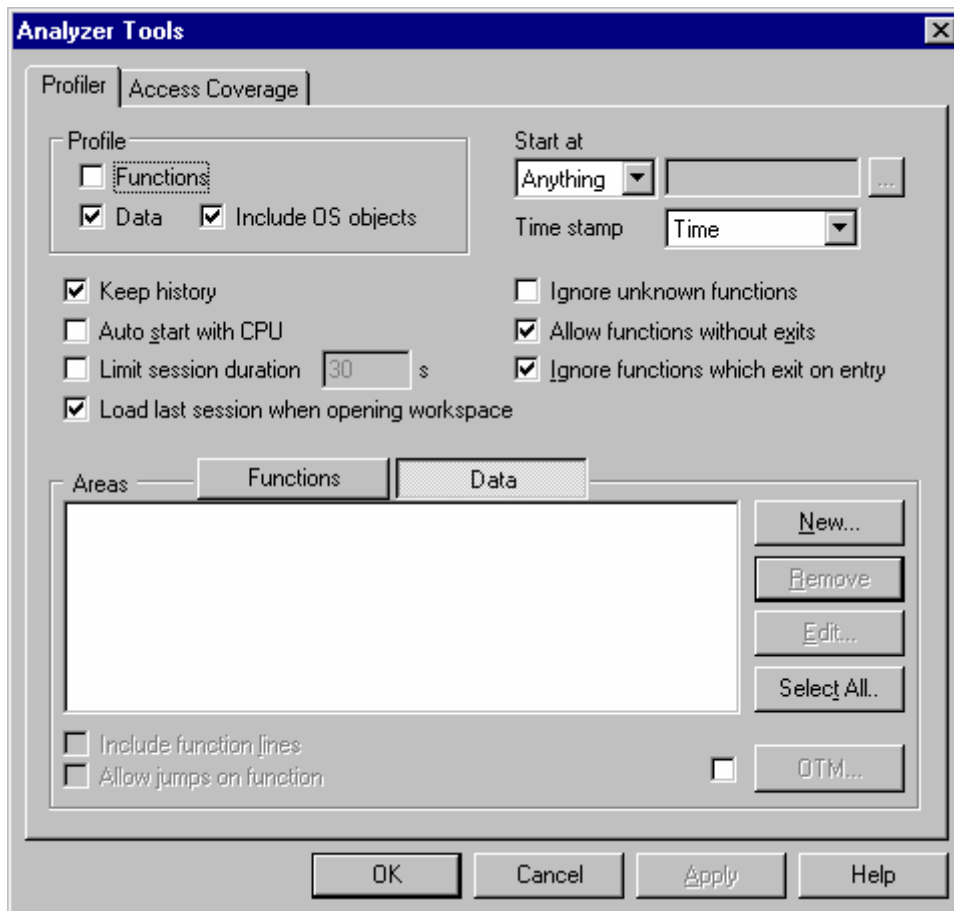 Analyzer Tools
Profiler
Access Coverage
Profile
Functions
Data
Include OS objects
Start at
Anything
...
Time stamp
Time
Keep history
Ignore unknown functions
Auto start with CPU
Allow functions without exits
Limit session duration
30
s
Ignore functions which exit on entry
Load last session when opening workspace
Areas
Functions
Data
New...
Remove
Edit...
Select All..
Include function lines
Allow jumps on function
OTM...
OK
Cancel
Apply
Help